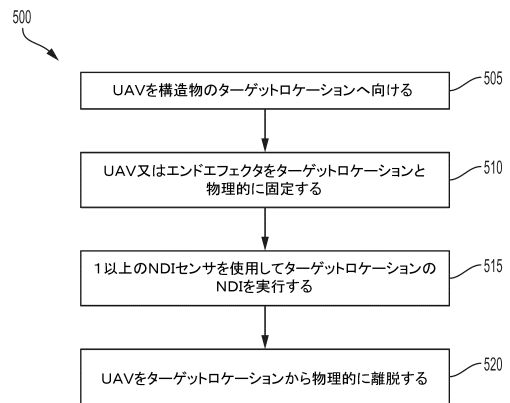 500
UAVを構造物のターゲットロケーションへ向ける
505
UAV又はエンドエフェクタをターゲットロケーションと
物理的に固定する
510
1以上のNDIセンサを使用してターゲットロケーションの
NDIを実行する
515
UAVをターゲットロケーションから物理的に離脱する
520